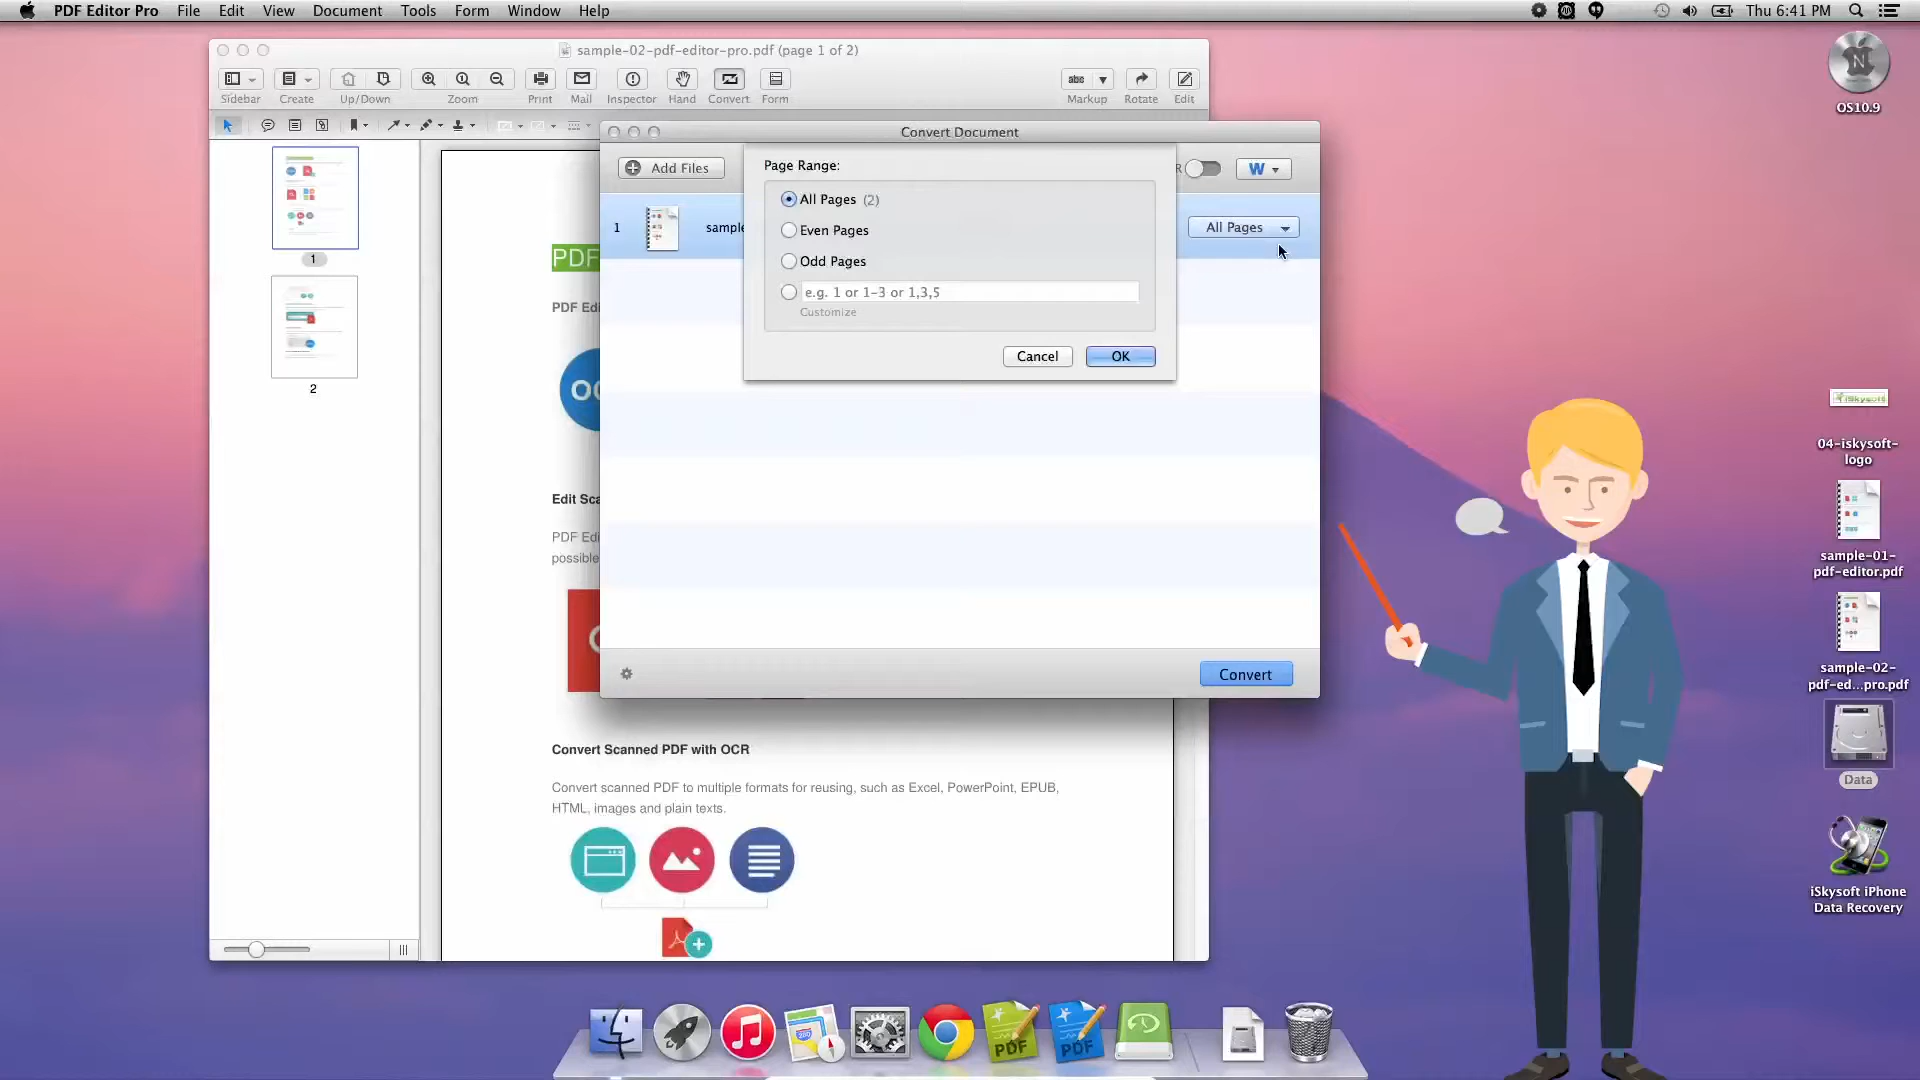 PDF Editor Pro File Edit View Document Tools Form Window Help
Thu 6:41 PM
sample-02-pdf-editor-pro.pdf (page 1 of 2)
Sidebar Create Up/Down Zoom Print Mail Inspector Hand Convert Form
abc
Markup Rotate Edit
1
2
Convert Document
Add Files
R
W
Page Range:
All Pages (2)
Even Pages
Odd Pages
e.g. 1 or 1-3 or 1,3,5
Customize
Cancel OK
1
sample
All Pages
Convert
PDF
PDF Edi
Edit Sca
PDF Edi
possible
Convert Scanned PDF with OCR
Convert scanned PDF to multiple formats for reusing, such as Excel, PowerPoint, EPUB,
HTML, images and plain texts.
N
OS10.9
iSkysoft
04-iskysoft-
logo
sample-01-
pdf-editor.pdf
sample-02-
pdf-ed...pro.pdf
Data
iSkysoft iPhone
Data Recovery
PDF
PDF